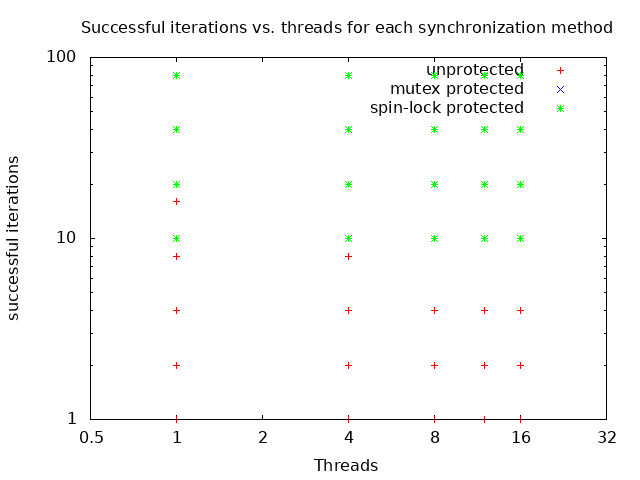 Successful iterations vs. threads for each synchronization method
100
unprotected
mutex protected
spin-lock protected
10
successful iterations
1
0.5 1 2 4 8 16 32
Threads